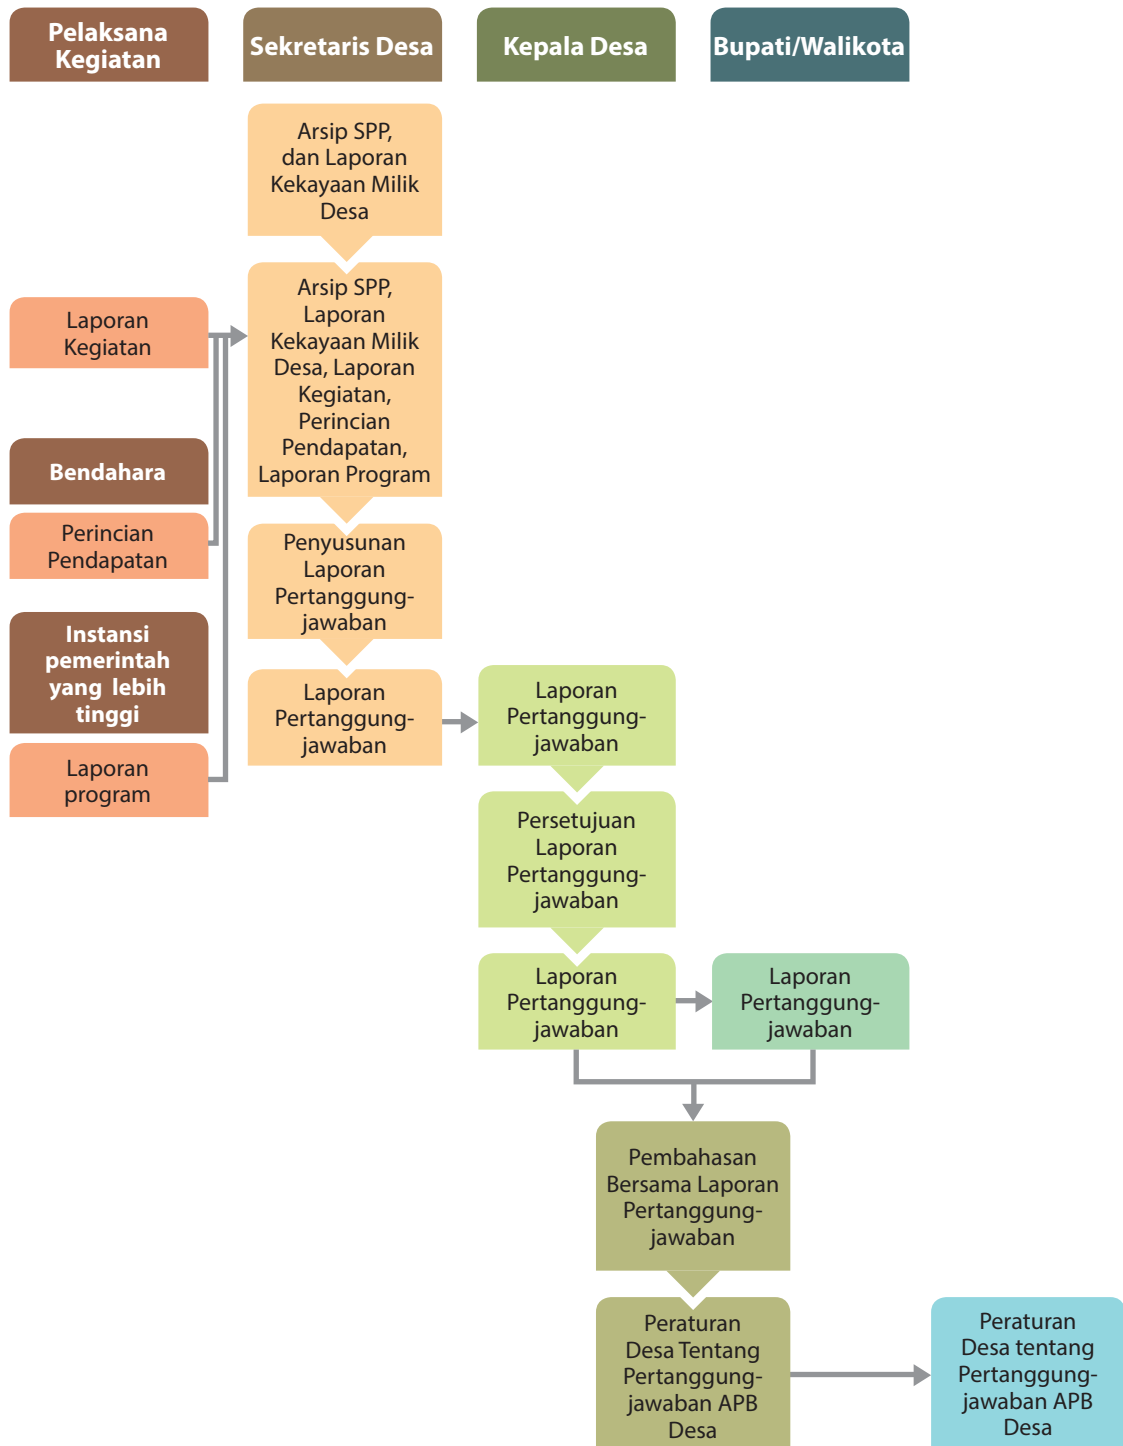 Pelaksana
Kegiatan
Sekretaris Desa
Kepala Desa
Bupati/Walikota
Arsip SPP,
dan Laporan
Kekayaan Milik
Desa
Laporan
Kegiatan
Arsip SPP,
Laporan
Kekayaan Milik
Desa, Laporan
Kegiatan,
Perincian
Pendapatan,
Laporan Program
Bendahara
Perincian
Pendapatan
Penyusunan
Laporan
Pertanggung-
jawaban
Instansi
pemerintah
yang lebih
tinggi
Laporan
program
Laporan
Pertanggung-
jawaban
Laporan
Pertanggung-
jawaban
Persetujuan
Laporan
Pertanggung-
jawaban
Laporan
Pertanggung-
jawaban
Laporan
Pertanggung-
jawaban
Pembahasan
Bersama Laporan
Pertanggung-
jawaban
Peraturan
Desa Tentang
Pertanggung-
jawaban APB
Desa
Peraturan
Desa tentang
Pertanggung-
jawaban APB
Desa